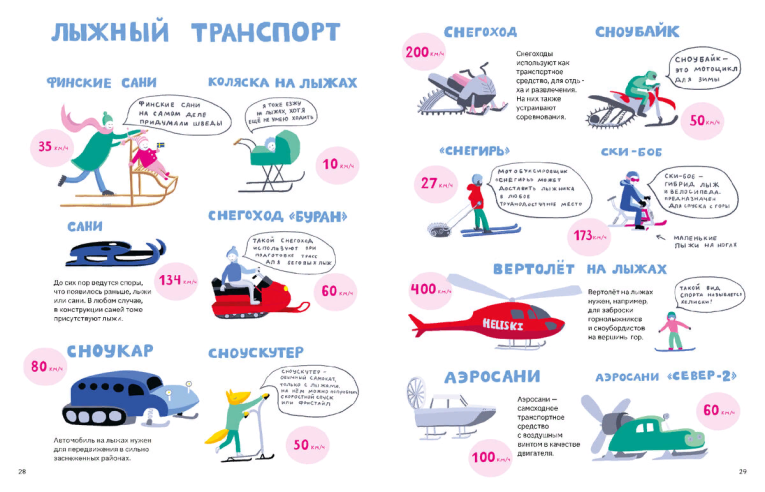 ЛЫЖНЫЙ ТРАНСПОРТ
ФИНСКИЕ САНИ
ФИНСКИЕ САНИ
НА САМОМ ДЕЛЕ
ПРИДУМАЛИ ШВЕДЫ
35 км/ч
КОЛЯСКА НА ЛЫЖАХ
Я ТОЖЕ ЕЗЖУ
НА ЛЫЖАХ, ХОТЯ
ЕЩЁ НЕ УМЕЮ ХОДИТЬ
10 км/ч
САНИ
До сих пор ведутся споры,
что появилось раньше, лыжи
или сани. В любом случае,
в конструкции саней тоже
присутствуют лыжи.
134 км/ч
СНЕГОХОД «БУРАН»
ТАКОЙ СНЕГОХОД
ИСПОЛЬЗУЮТ ПРИ
ПОДГОТОВКЕ ТРАСС
ДЛЯ БЕГОВЫХ ЛЫЖ
60 км/ч
СНОУКАР
80 км/ч
Автомобиль на лыжах нужен
для передвижения в сильно
заснеженных районах.
СНОУСКУТЕР
СНОУСКУТЕР -
ОБЫЧНЫЙ САМОКАТ,
ТОЛЬКО С ЛЫЖАМИ.
НА НЁМ МОЖНО
СКОРОСТНОЙ СПУСК
ИЛИ ФРИСТАЙЛ
50 км/ч
28
СНЕГОХОД
200 км/ч
Снегоходы
используют как
транспортное
средство, для отды-
ха и развлечения.
На них также
устраивают
соревнования.
СНОУБАЙК
СНОУБАЙК—
ЭТО МОТОЦИКЛ
ДЛЯ ЗИМЫ
50 км/ч
«СНЕГИРЬ»
27 км/ч
МОТОБУКСИРОВЩИК
«СНЕГИРЬ» МОЖЕТ
ДОСТАВИТЬ ЛЫЖНИКА
В ЛЮБОЕ
ТРУДНОДОСТУПНОЕ МЕСТО
СКИ-БОБ
СКИ-БОБ —
ГИБРИД ЛЫЖ
И ВЕЛОСИПЕДА,
ПРЕДНАЗНАЧЕН
ДЛЯ СПУСКА С ГОРЫ
173 км/ч
МАЛЕНЬКИЕ
ЛЫЖИ НА НОГАХ
ВЕРТОЛЁТ НА ЛЫЖАХ
400 км/ч
HELISKI
Вертолёт на лыжах
нужен, например,
для заброски
горнолыжников
и сноубордистов
на вершины гор.
ТАКОЙ ВИД
СПОРТА НАЗЫВАЕТСЯ
ХЕЛИСКИ!
АЭРОСАНИ
Аэросани —
самоходное
транспортное
средство
с воздушным
винтом в качестве
двигателя.
100 км/ч
АЭРОСАНИ «СЕВЕР-2»
60 км/ч
29